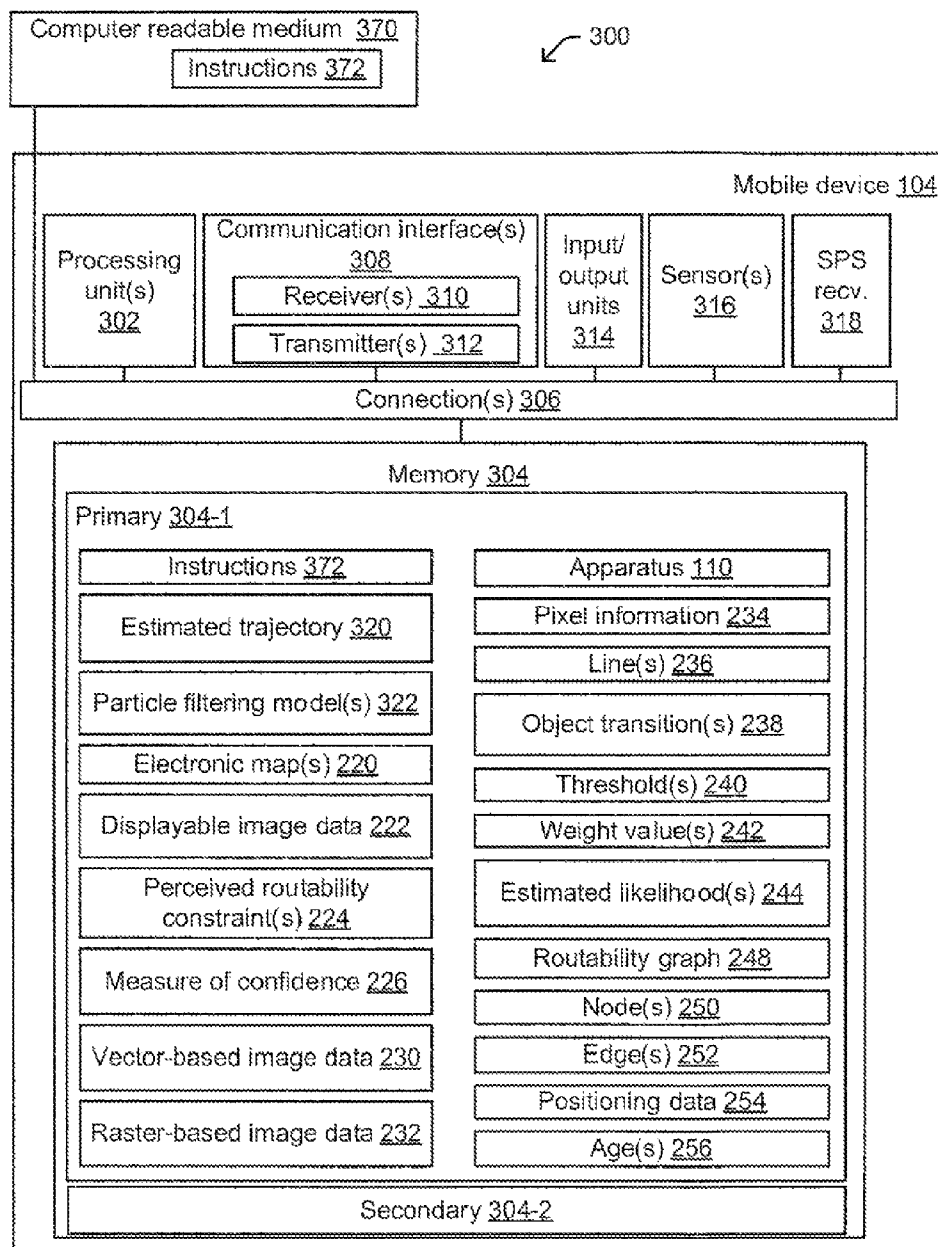 Computer readable medium 370
Instructions 372
300
Mobile device 104
Processing
unit(s)
302
Communication interface(s)
308
Receiver(s) 310
Transmitter(s) 312
Input/
output
units
314
Sensor(s)
316
SPS
recv.
318
Connection(s) 306
Memory 304
Primary 304-1
Instructions 372
Estimated trajectory 320
Particle filtering model(s) 322
Electronic map(s) 220
Displayable image data 222
Perceived routability
constraint(s) 224
Measure of confidence 226
Vector-based image data 230
Raster-based image data 232
Apparatus 110
Pixel information 234
Line(s) 236
Object transition(s) 238
Threshold(s) 240
Weight value(s) 242
Estimated likelihood(s) 244
Routability graph 248
Node(s) 250
Edge(s) 252
Positioning data 254
Age(s) 256
Secondary 304-2